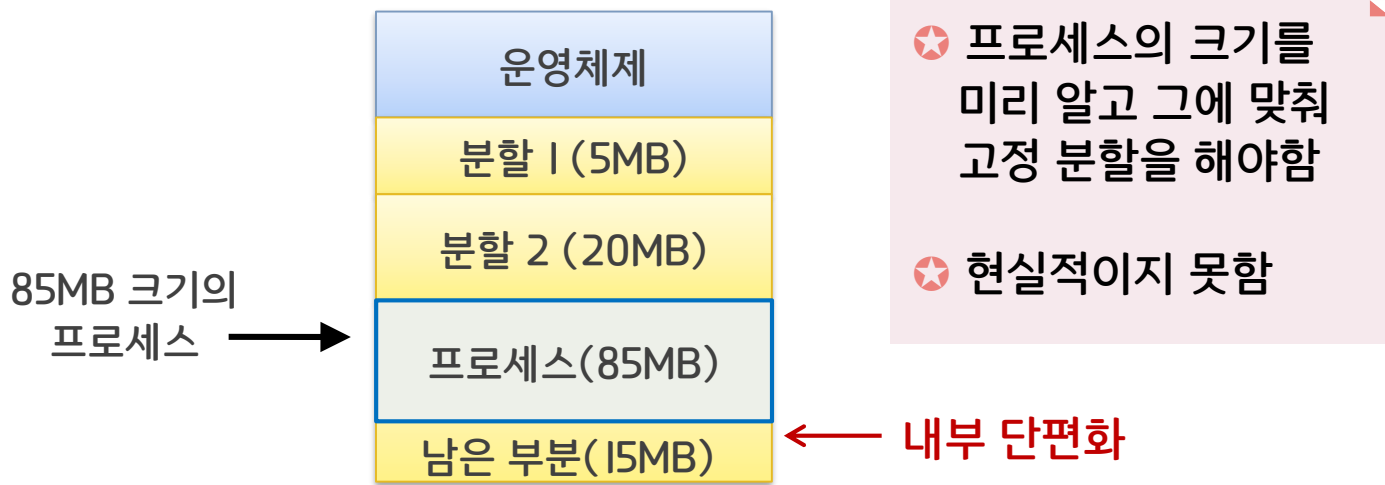 운영체제
분할 1 (5MB)
분할 2 (20MB)
85MB 크기의
프로세스
프로세스(85MB)
남은 부분(15MB)
내부 단편화
✪ 프로세스의 크기를
미리 알고 그에 맞춰
고정 분할을 해야함
✪ 현실적이지 못함